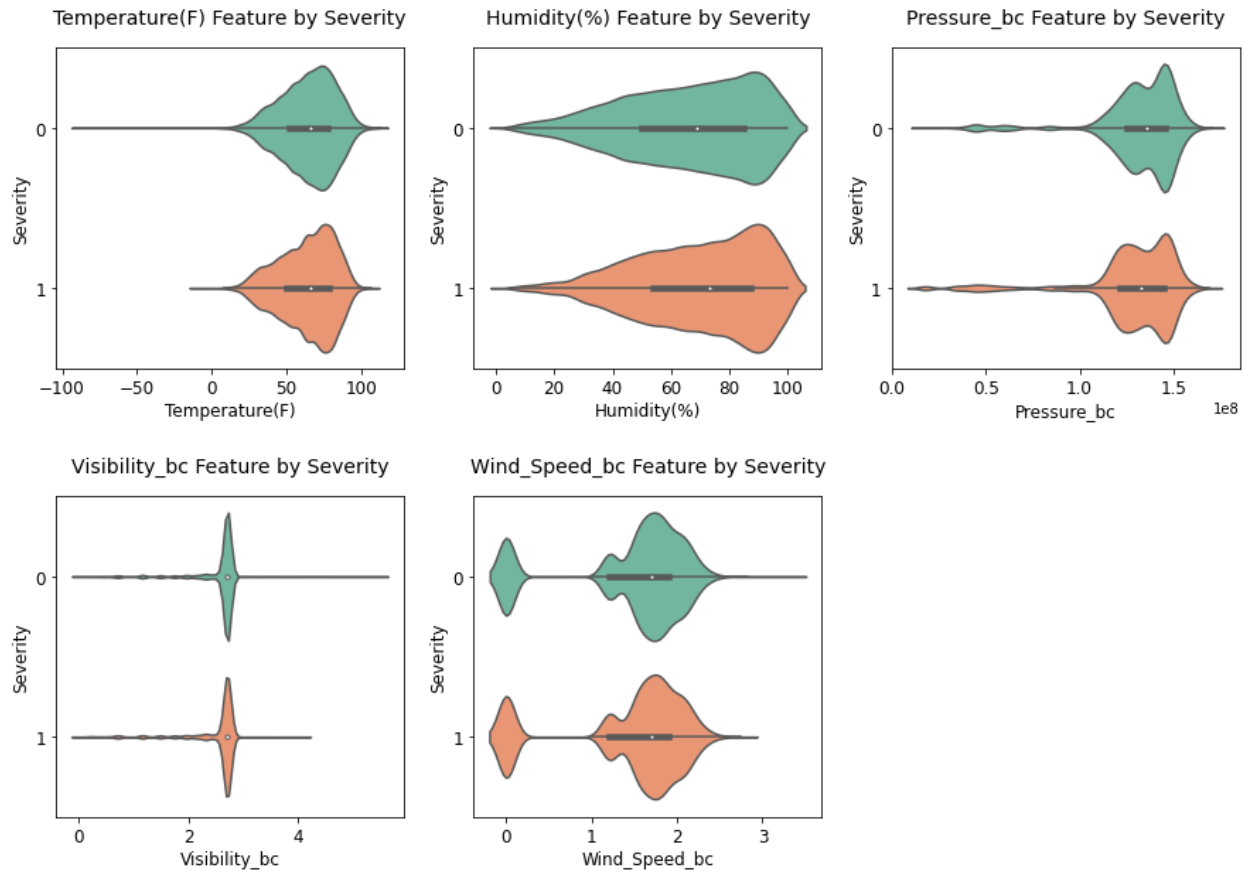 Temperature(F) Feature by Severity
Severity
0
1
−100
−50
0
50
100
Temperature(F)
Humidity(%) Feature by Severity
Severity
0
1
0
20
40
60
80
100
Humidity(%)
Pressure_bc Feature by Severity
Severity
0
1
0.0
0.5
1.0
1.5
1e8
Pressure_bc
Visibility_bc Feature by Severity
Severity
0
1
0
2
4
Visibility_bc
Wind_Speed_bc Feature by Severity
Severity
0
1
0
1
2
3
Wind_Speed_bc